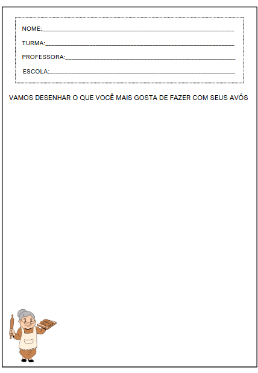 NOME:
TURMA:
PROFESSORA:
ESCOLA:
VAMOS DESENHAR O QUE VOCÊ MAIS GOSTA DE FAZER COM SEUS AVÓS